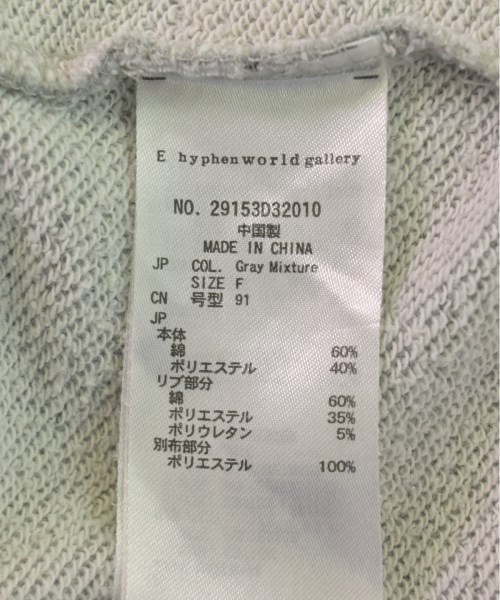 E hyphen world gallery
NO. 29153D32010
中国製
MADE IN CHINA
JP COL. Gray Mixture
SIZE F
CN 号型 91
JP
本体
綿 60%
ポリエステル 40%
リブ部分
綿 60%
ポリエステル 35%
ポリウレタン 5%
別布部分
ポリエステル 100%